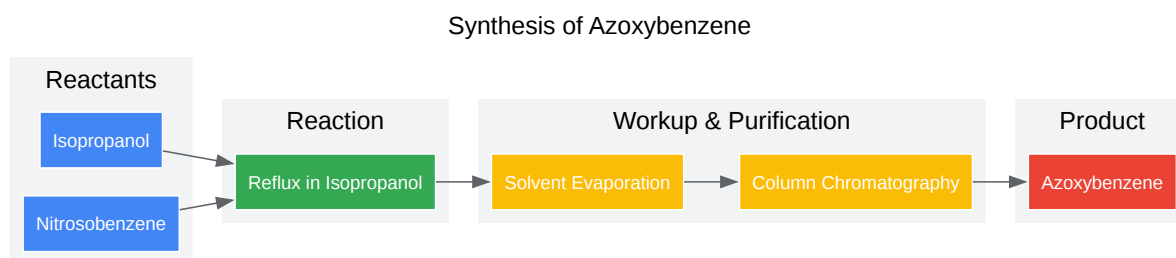 Synthesis of Azoxybenzene
Reactants
Isopropanol
Nitrosobenzene
Reaction
Reflux in Isopropanol
Workup & Purification
Solvent Evaporation
Column Chromatography
Product
Azoxybenzene